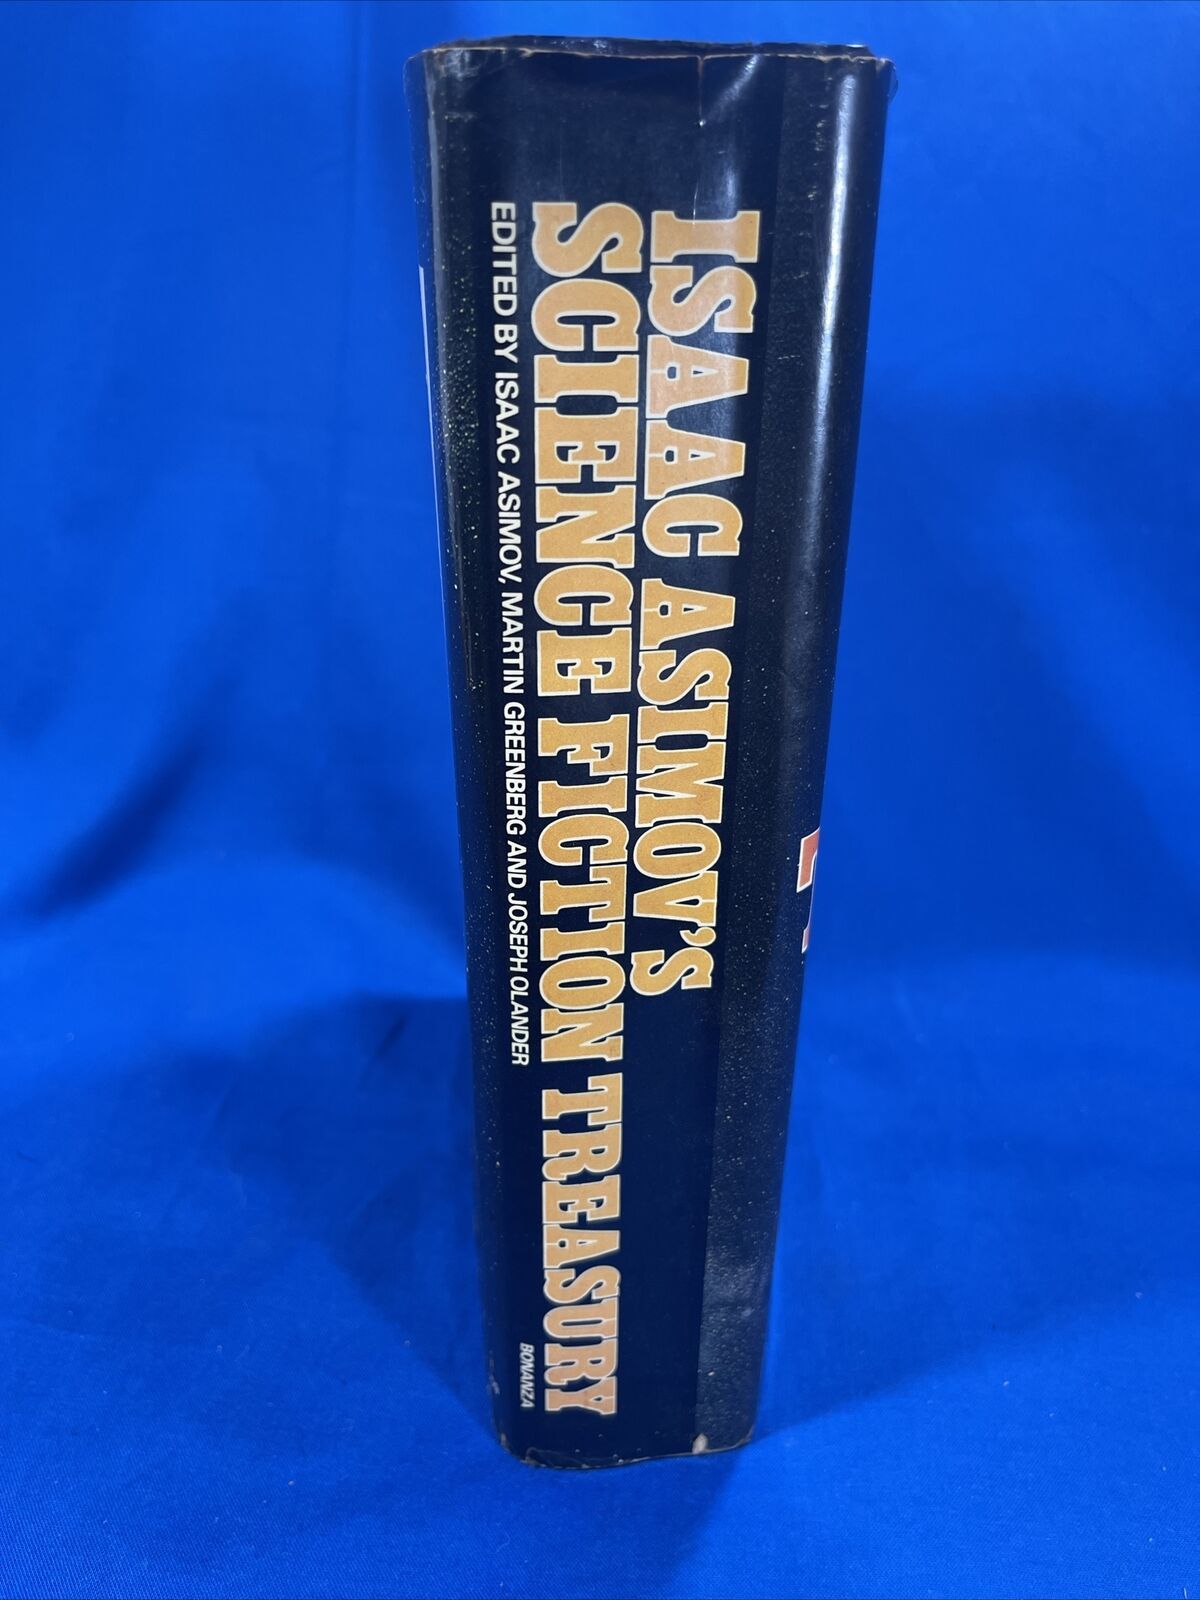 ISAAC ASIMOV'S
SCIENCE FICTION TREASURY
EDITED BY ISAAC ASIMOV, MARTIN GREENBERG AND JOSEPH OLANDER
BONANZA